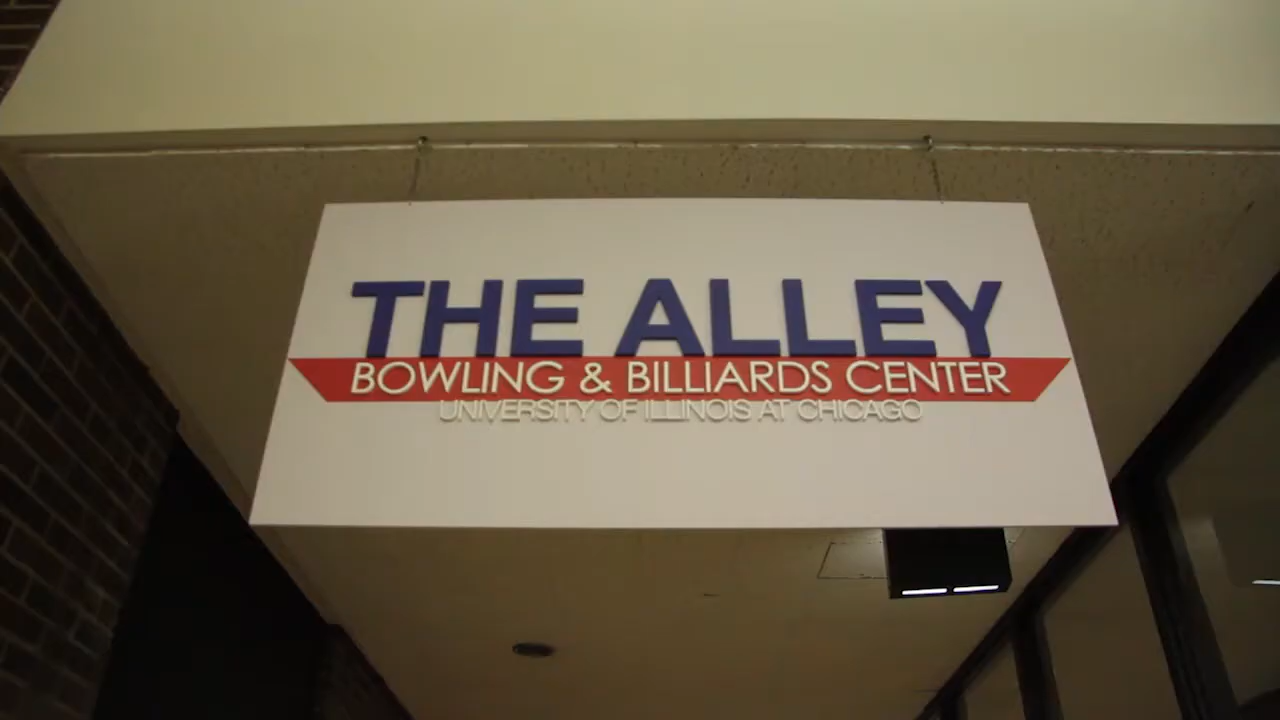 THE ALLEY
BOWLING & BILLIARDS CENTER
UNIVERSITY OF ILLINOIS AT CHICAGO